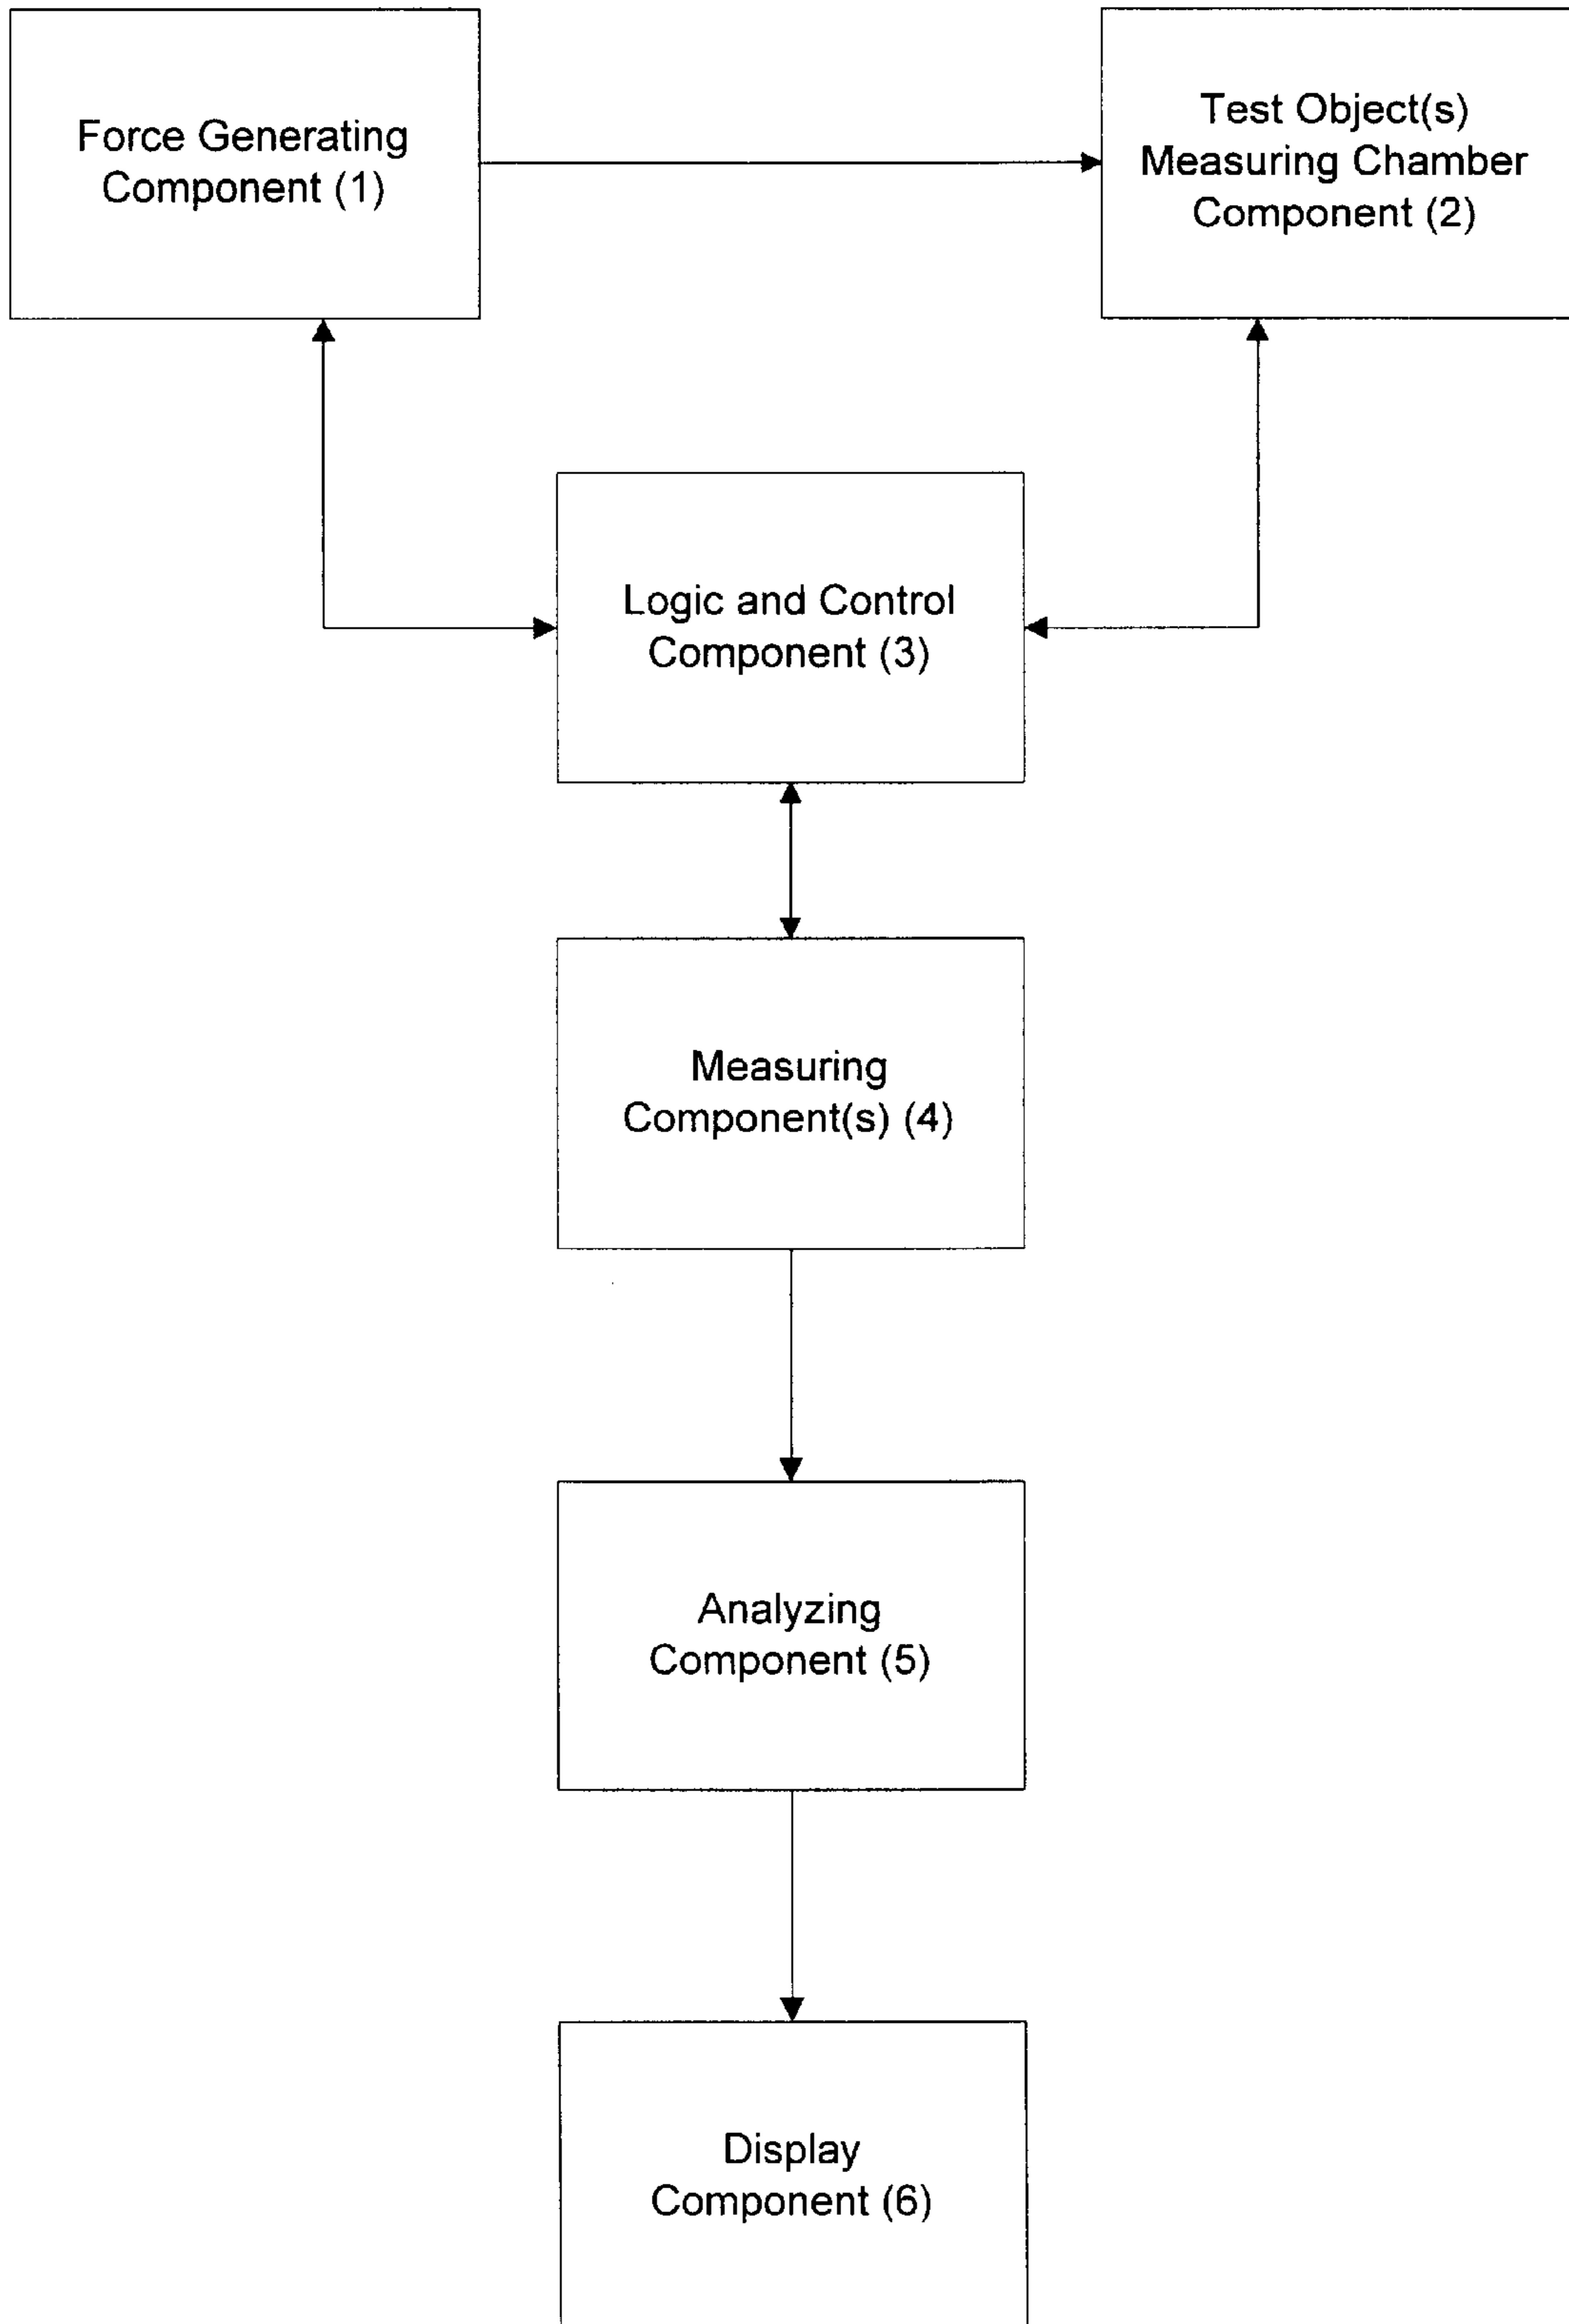 Force Generating
Component (1)
Test Object(s)
Measuring Chamber
Component (2)
Logic and Control
Component (3)
Measuring
Component(s) (4)
Analyzing
Component (5)
Display
Component (6)